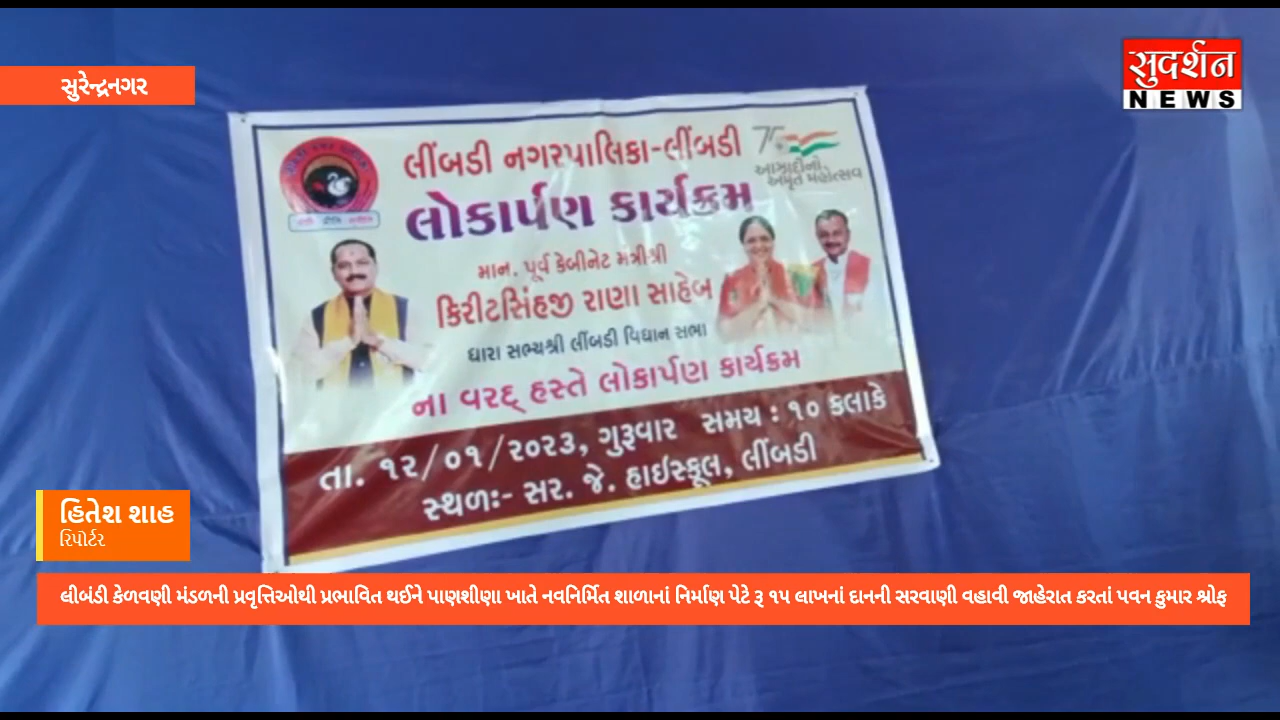 સુરેન્દ્રનગર
સુદર્શન
NEWS
લીંબડી નગરપાલિકા-લીંબડી
75
આઝાદીનો
અમૃત મહોત્સવ
લોકાર્પણ કાર્યક્રમ
માન. પૂર્વ કેબીનેટ મંત્રીશ્રી
કિરીટસિંહજી રાણા સાહેબ
ધારા સભ્યશ્રી લીંબડી વિધાન સભા
ના વરદ્ હસ્તે લોકાર્પણ કાર્યક્રમ
તા. ૧૨/૦૧/૨૦૨૩, ગુરૂવાર સમય : ૧૦ કલાકે
સ્થળઃ- સર. જે. હાઇસ્કૂલ, લીંબડી
હિતેશ શાહ
રિપોર્ટર
લીબંડી કેળવણી મંડળની પ્રવૃત્તિઓથી પ્રભાવિત થઈને પાણશીણા ખાતે નવનિર્મિત શાળાનાં નિર્માણ પેટે રૂ ૧૫ લાખનાં દાનની સરવાણી વહાવી જાહેરાત કરતાં પવન કુમાર શ્રોફ